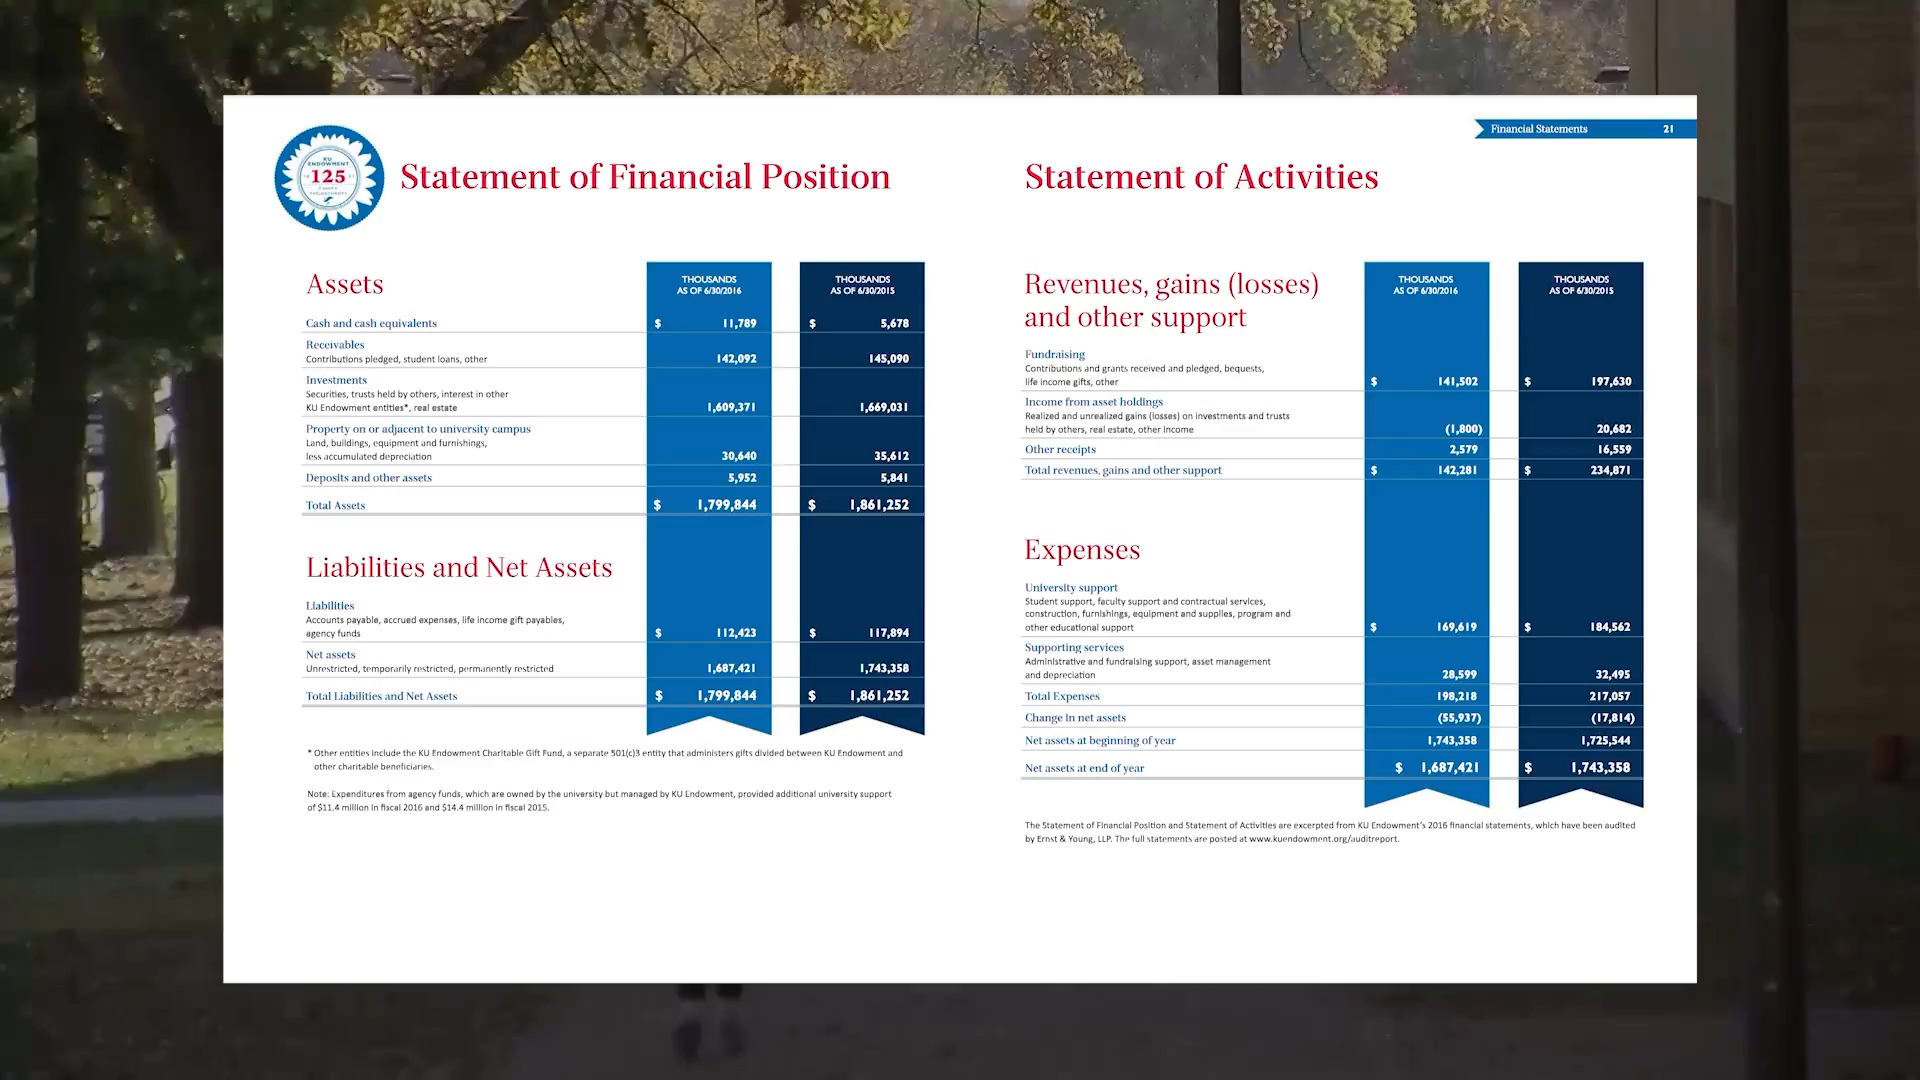 Financial Statements 21
KU
ENDOWMENT
125
PHILANTHROPY
Statement of Financial Position
Assets
THOUSANDS
AS OF 6/30/2016
THOUSANDS
AS OF 6/30/2015
Cash and cash equivalents $ 11,789 $ 5,678
Receivables
Contributions pledged, student loans, other 142,092 145,090
Investments
Securities, trusts held by others, interest in other
KU Endowment entities*, real estate 1,609,371 1,669,031
Property on or adjacent to university campus
Land, buildings, equipment and furnishings,
less accumulated depreciation 30,640 35,612
Deposits and other assets 5,952 5,841
Total Assets $ 1,799,844 $ 1,861,252
Liabilities and Net Assets
Liabilities
Accounts payable, accrued expenses, life income gift payables,
agency funds $ 112,423 $ 117,894
Net assets
Unrestricted, temporarily restricted, permanently restricted 1,687,421 1,743,358
Total Liabilities and Net Assets $ 1,799,844 $ 1,861,252
* Other entities include the KU Endowment Charitable Gift Fund, a separate 501(c)3 entity that administers gifts divided between KU Endowment and
other charitable beneficiaries.
Note: Expenditures from agency funds, which are owned by the university but managed by KU Endowment, provided additional university support
of $11.4 million in fiscal 2016 and $14.4 million in fiscal 2015.
Statement of Activities
Revenues, gains (losses)
and other support
THOUSANDS
AS OF 6/30/2016
THOUSANDS
AS OF 6/30/2015
Fundraising
Contributions and grants received and pledged, bequests,
life income gifts, other $ 141,502 $ 197,630
Income from asset holdings
Realized and unrealized gains (losses) on investments and trusts
held by others, real estate, other income (1,800) 20,682
Other receipts 2,579 16,559
Total revenues, gains and other support $ 142,281 $ 234,871
Expenses
University support
Student support, faculty support and contractual services,
construction, furnishings, equipment and supplies, program and
other educational support $ 169,619 $ 184,562
Supporting services
Administrative and fundraising support, asset management
and depreciation 28,599 32,495
Total Expenses 198,218 217,057
Change in net assets (55,937) (17,814)
Net assets at beginning of year 1,743,358 1,725,544
Net assets at end of year $ 1,687,421 $ 1,743,358
The Statement of Financial Position and Statement of Activities are excerpted from KU Endowment's 2016 financial statements, which have been audited
by Ernst & Young, LLP. The full statements are posted at www.kuendowment.org/auditreport.